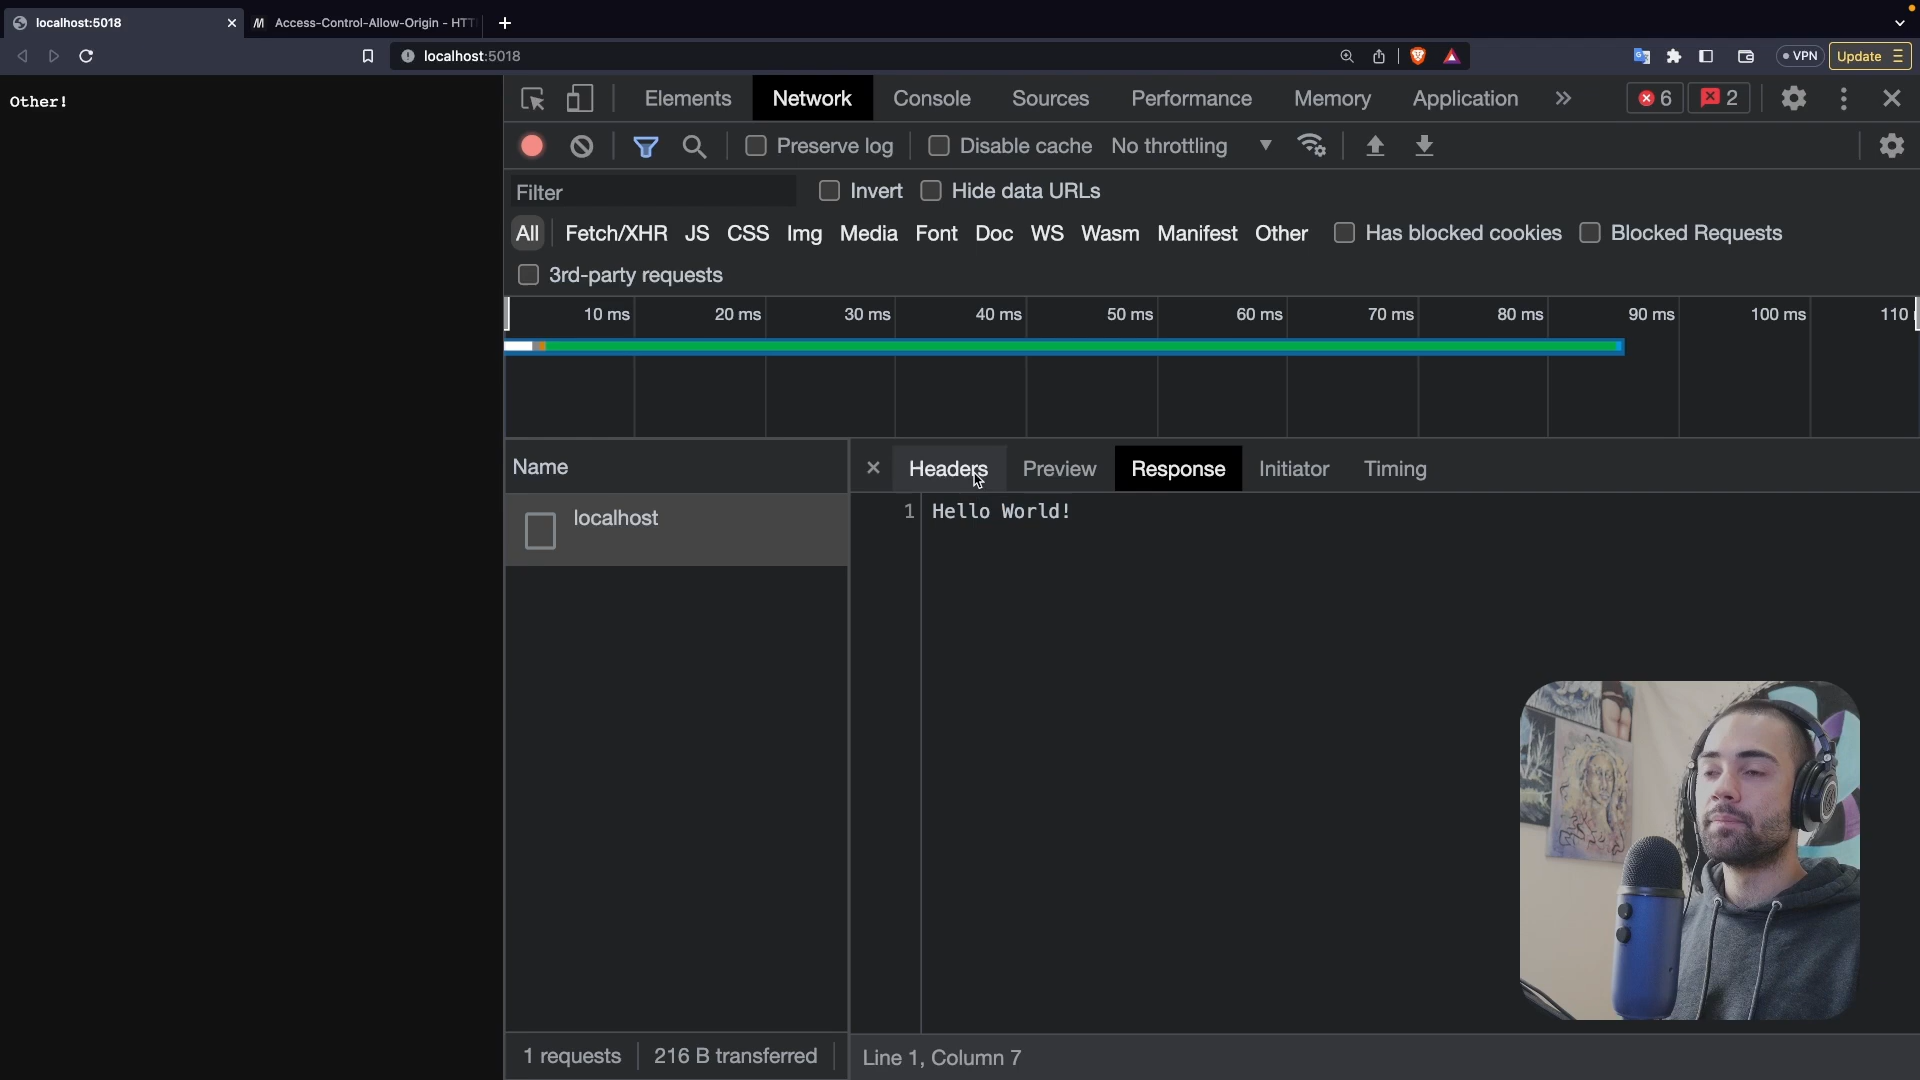 localhost:5018
Access-Control-Allow-Origin - HTT
localhost:5018
VPN
Update
Other!
Elements Network Console Sources Performance Memory Application
6
2
Preserve log Disable cache No throttling
Filter Invert Hide data URLs
All Fetch/XHR JS CSS Img Media Font Doc WS Wasm Manifest Other Has blocked cookies Blocked Requests
3rd-party requests
10 ms 20 ms 30 ms 40 ms 50 ms 60 ms 70 ms 80 ms 90 ms 100 ms 110
Name
Headers Preview Response Initiator Timing
localhost
1 Hello World!
1 requests 216 B transferred
Line 1, Column 7